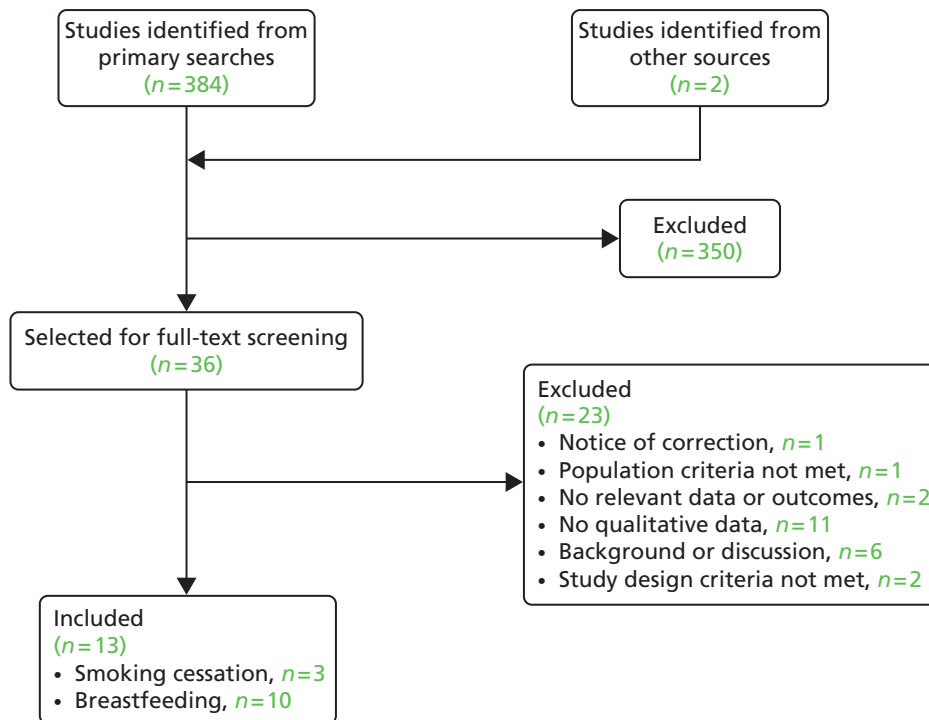 Studies identified from
primary searches
(n=384)
Studies identified from
other sources
(n=2)
Excluded
(n=350)
Selected for full-text screening
(n=36)
Excluded
(n=23)
• Notice of correction, n=1
• Population criteria not met, n=1
• No relevant data or outcomes, n=2
• No qualitative data, n=11
• Background or discussion, n=6
• Study design criteria not met, n=2
Included
(n=13)
• Smoking cessation, n=3
• Breastfeeding, n=10